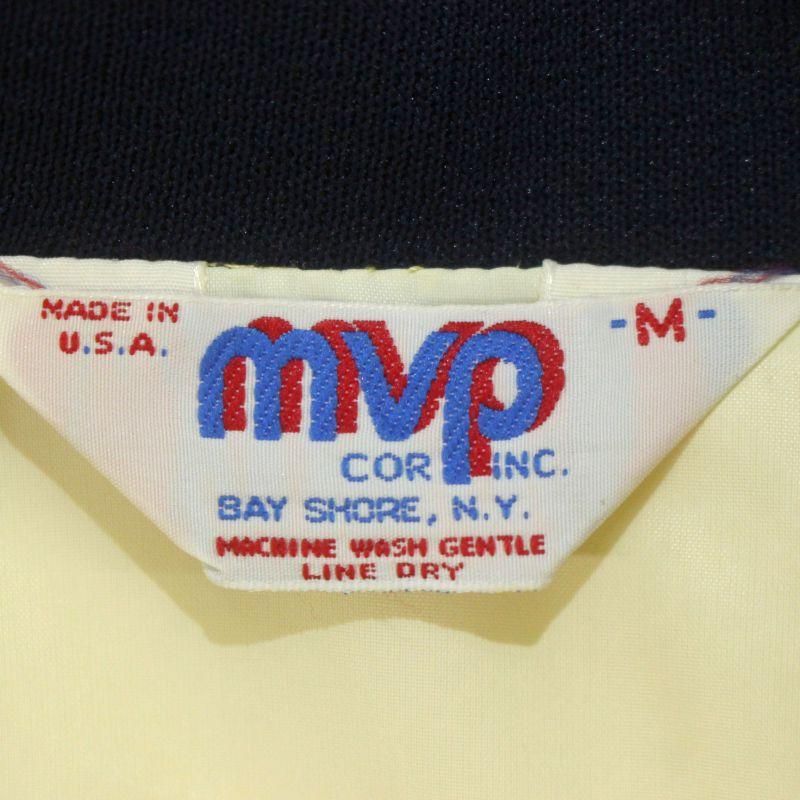 MADE IN
U.S.A.
mvp
- M -
COR INC.
BAY SHORE, N.Y.
MACHINE WASH GENTLE
LINE DRY